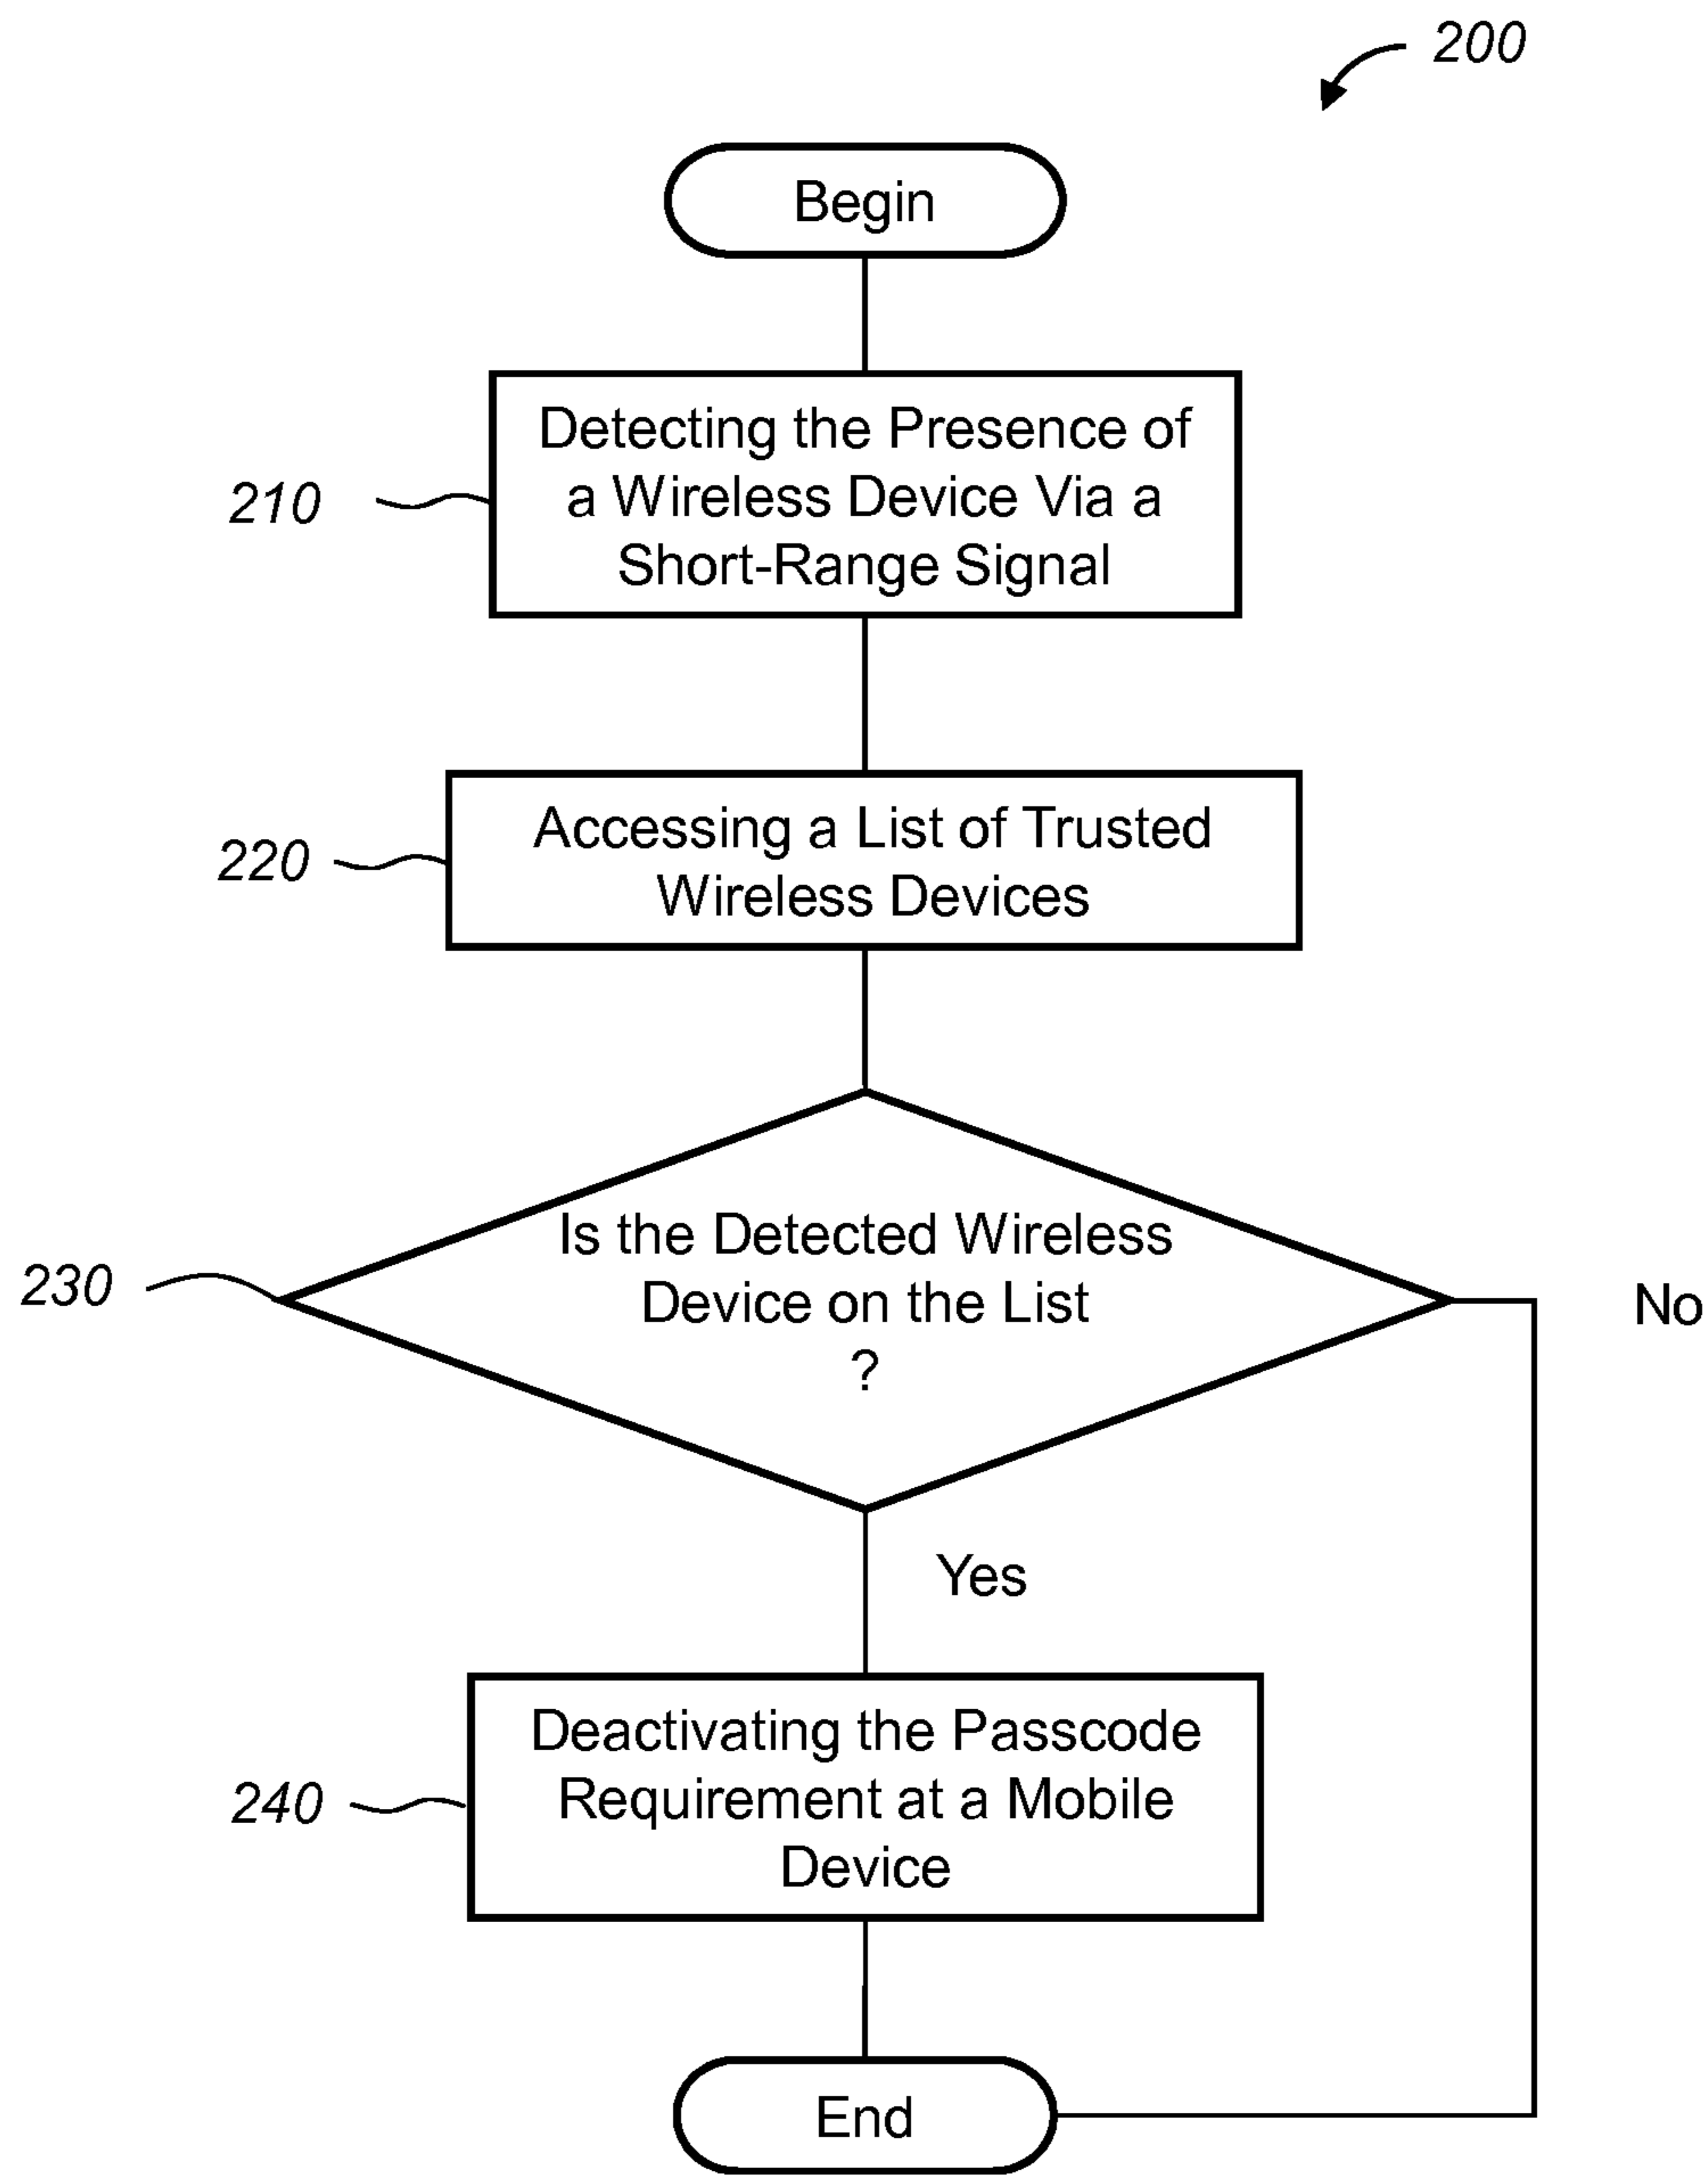 200
Begin
210
Detecting the Presence of
a Wireless Device Via a
Short-Range Signal
220
Accessing a List of Trusted
Wireless Devices
230
Is the Detected Wireless
Device on the List
?
No
Yes
240
Deactivating the Passcode
Requirement at a Mobile
Device
End